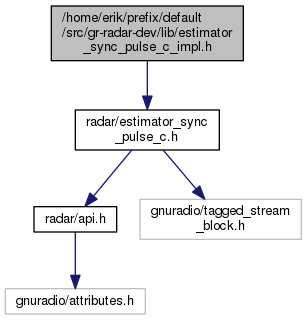 /home/erik/prefix/default
/src/gr-radar-dev/lib/estimator
_sync_pulse_c_impl.h
radar/estimator_sync
_pulse_c.h
radar/api.h
gnuradio/tagged_stream
_block.h
gnuradio/attributes.h